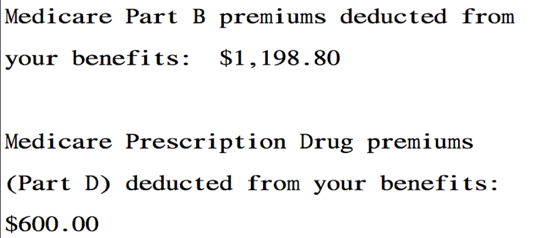 Medicare Part B premiums deducted from
your benefits: $1,198.80
Medicare Prescription Drug premiums
(Part D) deducted from your benefits:
$600.00